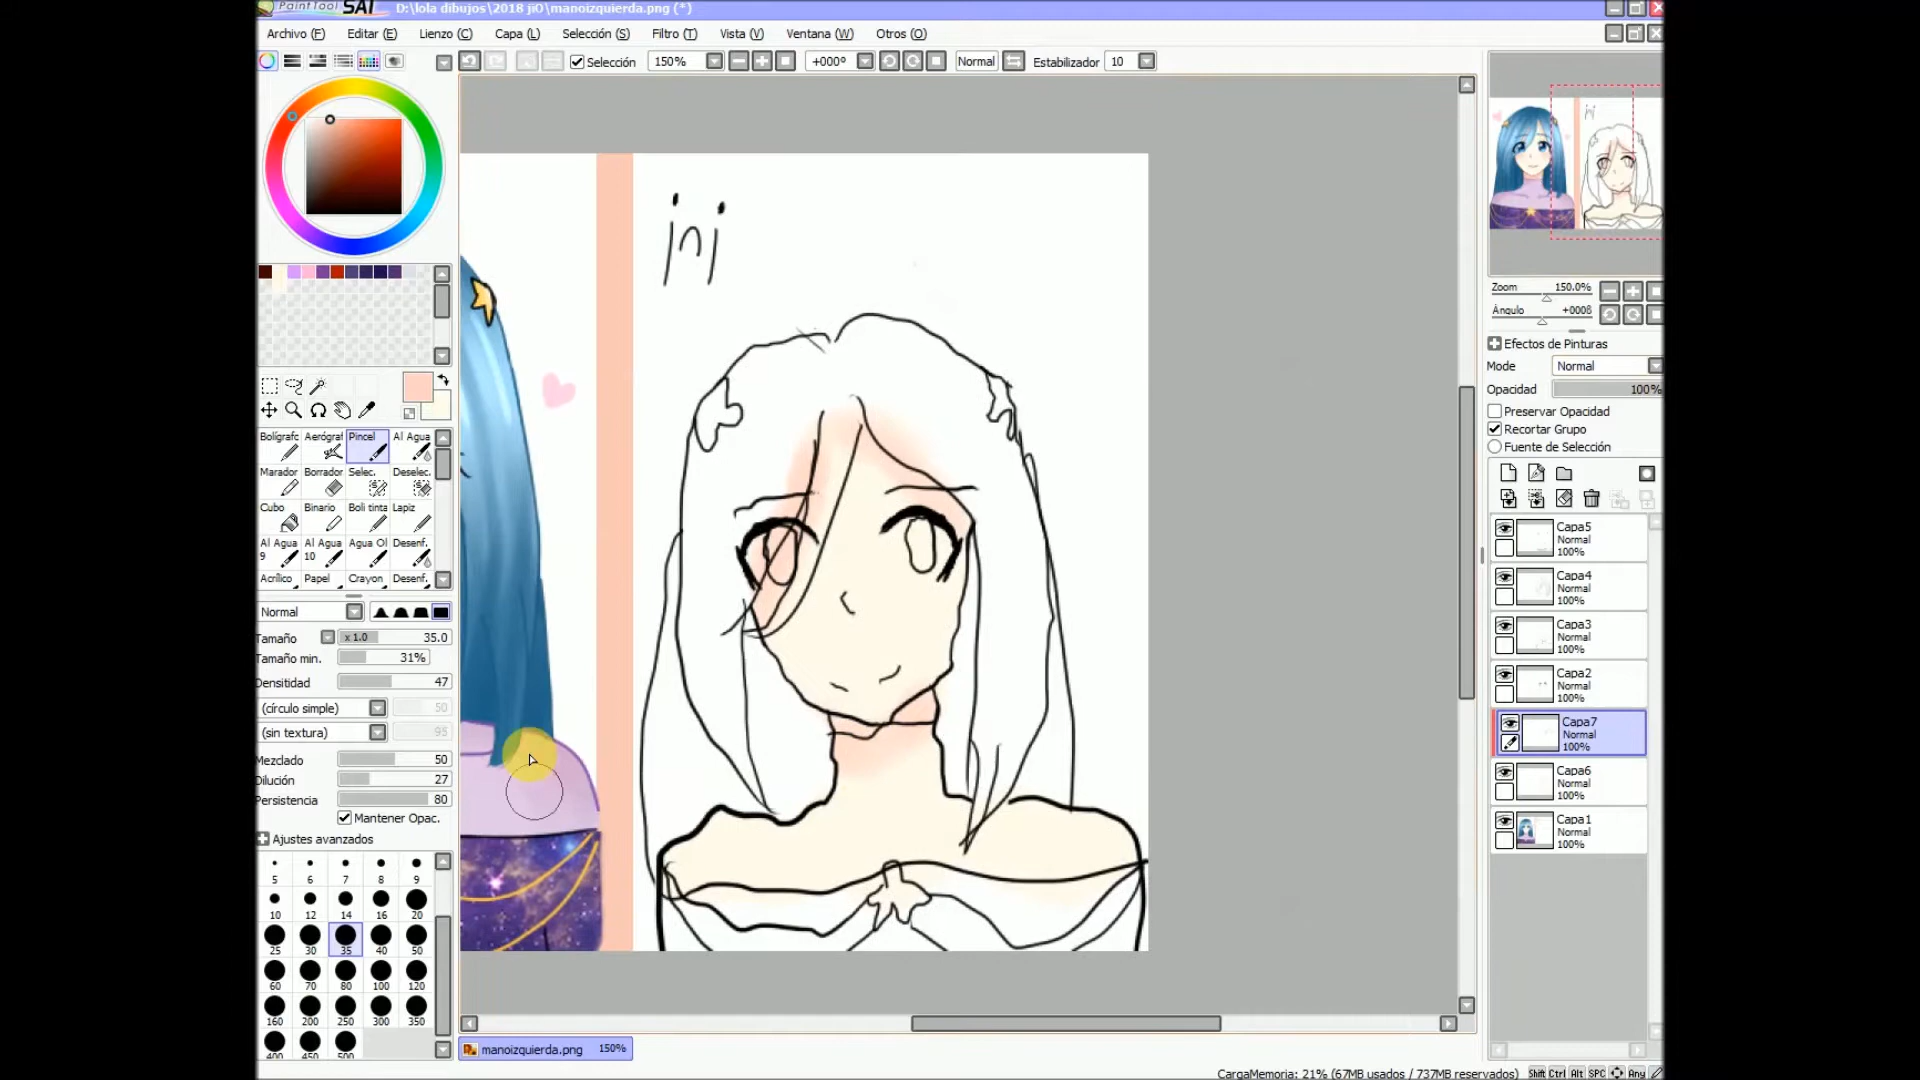 PaintTool SAI D:\lola dibujos\2018 jiO\manoizquierda.png (*)
Archivo (F) Editar (E) Lienzo (C) Capa (L) Selección (S) Filtro (T) Vista (V) Ventana (W) Otros (O)
Selección 150% +000º Normal Estabilizador 10
jnj
Zoom 150.0%
Ángulo +0008
Efectos de Pinturas
Mode Normal
Opacidad 100%
Preservar Opacidad
Recortar Grupo
Fuente de Selección
Bolígrafc Aerógraf Pincel Al Agua
Marador Borrador Selec. Deselec.
Cubo Binario Boli tinta Lapiz
Al Agua 9 Al Agua 10 Agua Ol Desenf.
Acrílico Papel Crayon Desenf.
Normal
Tamaño x 1.0 35.0
Tamaño min. 31%
Densitidad 47
(círculo simple) 50
(sin textura) 95
Mezclado 50
Dilución 27
Persistencia 80
Mantener Opac.
Ajustes avanzados
5 6 7 8 9
10 12 14 16 20
25 30 35 40 50
60 70 80 100 120
160 200 250 300 350
400 450 500
Capa5
Normal
100%
Capa4
Normal
100%
Capa3
Normal
100%
Capa2
Normal
100%
Capa7
Normal
100%
Capa6
Normal
100%
Capa1
Normal
100%
manoizquierda.png 150%
CargaMemoria: 21% (67MB usados / 737MB reservados) Shift Ctrl Alt SPC Any